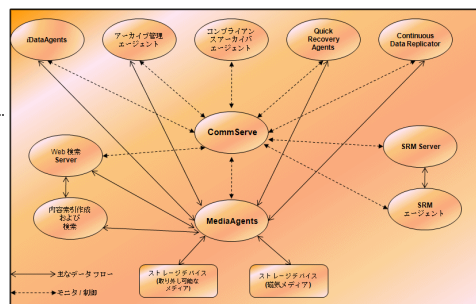 iDataAgents
アーカイブ管理
エージェント
コンプライアン
スアーカイバ
エージェント
Quick
Recovery
Agents
Continuous
Data Replicator
CommServe
Web 検索
Server
SRM Server
内容索引作成
および
検索
MediaAgents
SRM
エージェント
主なデータ フロー
モニタ / 制御
ストレージデバイス
(取り外し可能な
メディア)
ストレージデバイス
(磁気メディア)